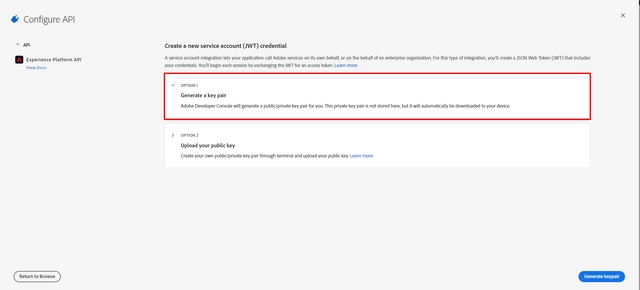 Configure API
API
Experience Platform API
View Docs
Create a new service account (JWT) credential
A service account integration lets your application call Adobe services on its own behalf, or on the behalf of an enterprise organization. For this type of integration, you'll create a JSON Web Token (JWT) that includes
your credentials. You'll begin each session by exchanging the JWT for an access token. Learn more
OPTION 1
Generate a key pair
Adobe Developer Console will generate a public/private key pair for you. This private key pair is not stored here, but it will automatically be downloaded to your device.
OPTION 2
Upload your public key
Create your own public/private key pair through terminal and upload your public key. Learn more
Return to Browse
Generate keypair